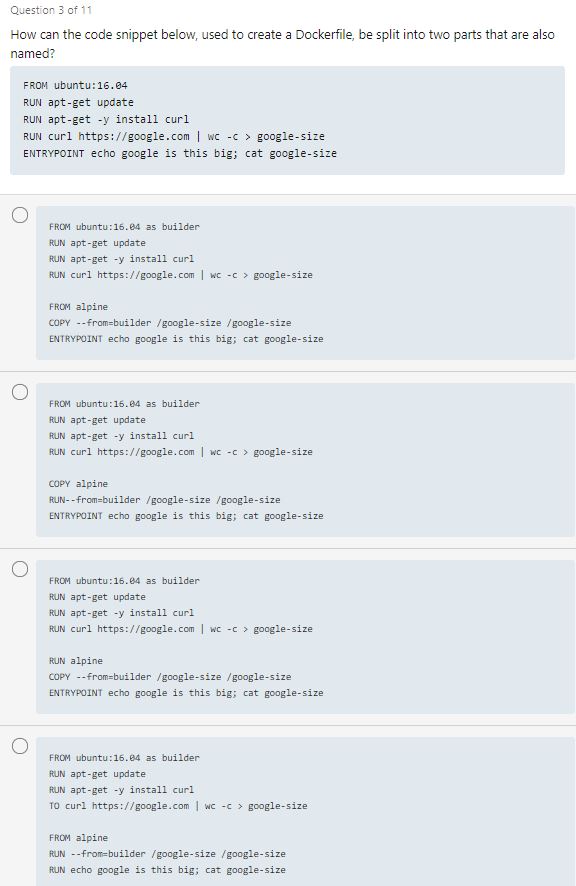 Question 3 of 11
How can the code snippet below, used to create a Dockerfile, be split into two parts that are also
named?
FROM ubuntu:16.04
RUN apt-get update
RUN apt-get -y install curl
RUN curl https://google.com | wc -c > google-size
ENTRYPOINT echo google is this big; cat google-size
FROM ubuntu:16.04 as builder
RUN apt-get update
RUN apt-get -y install curl
RUN curl https://google.com | wc -c > google-size
FROM alpine
COPY --from=builder /google-size /google-size
ENTRYPOINT echo google is this big; cat google-size
FROM ubuntu:16.04 as builder
RUN apt-get update
RUN apt-get -y install curl
RUN curl https://google.com | wc -c > google-size
COPY alpine
RUN--from=builder /google-size /google-size
ENTRYPOINT echo google is this big; cat google-size
FROM ubuntu:16.04 as builder
RUN apt-get update
RUN apt-get -y install curl
RUN curl https://google.com | wc -c > google-size
RUN alpine
COPY --from=builder /google-size /google-size
ENTRYPOINT echo google is this big; cat google-size
FROM ubuntu:16.04 as builder
RUN apt-get update
RUN apt-get -y install curl
TO curl https://google.com | wc -c > google-size
FROM alpine
RUN --from=builder /google-size /google-size
RUN echo google is this big; cat google-size